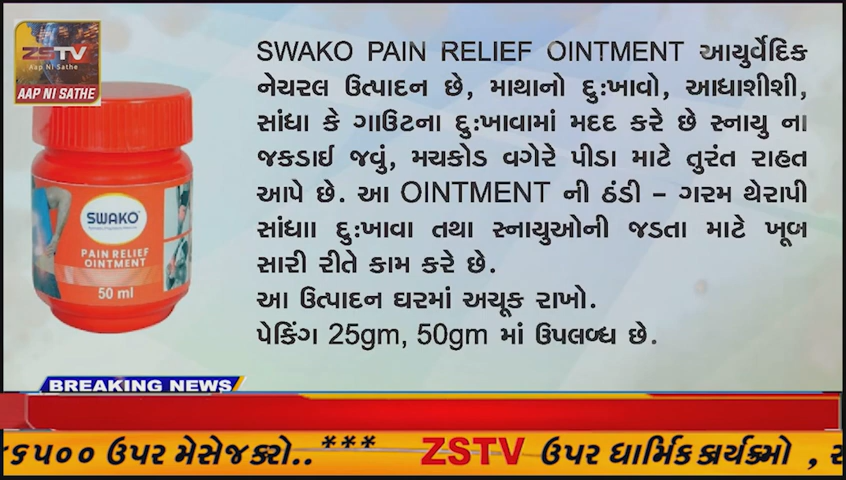 ZSTV
Aap Ni Sathe
AAP NI SATHE
SWAKO PAIN RELIEF OINTMENT આયુર્વેદિક
નેચરલ ઉત્પાદન છે, માથાનો દુઃખાવો, આધાશીશી,
સાંધા કે ગાઉટના દુઃખાવામાં મદદ કરે છે સ્નાયુ ના
જકડાઈ જવું, મચકોડ વગેરે પીડા માટે તુરંત રાહત
આપે છે. આ OINTMENT ની ઠંડી – ગરમ થેરાપી
સાંધાા દુઃખાવા તથા સ્નાયુઓની જડતા માટે ખૂબ
સારી રીતે કામ કરે છે.
આ ઉત્પાદન ઘરમાં અચૂક રાખો.
પેકિંગ 25gm, 50gm માં ઉપલબ્ધ છે.
SWAKO
PAIN RELIEF
OINTMENT
50 ml
BREAKING NEWS
૬૫૦૦ ઉપર મેસેજ કરો..*** ZSTV ઉપર ધાર્મિક કાર્યક્રમો ,